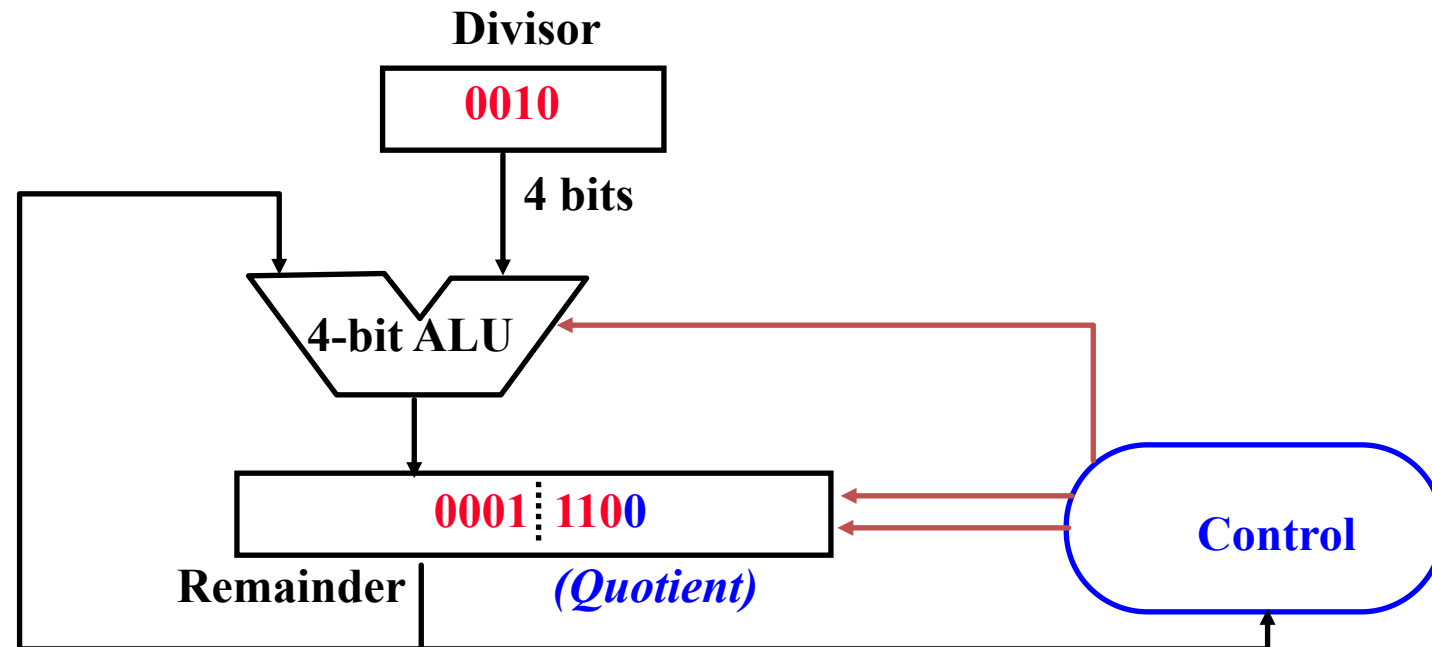 Divisor
0010
4 bits
4-bit ALU
0001 1100
Control
Remainder
(Quotient)